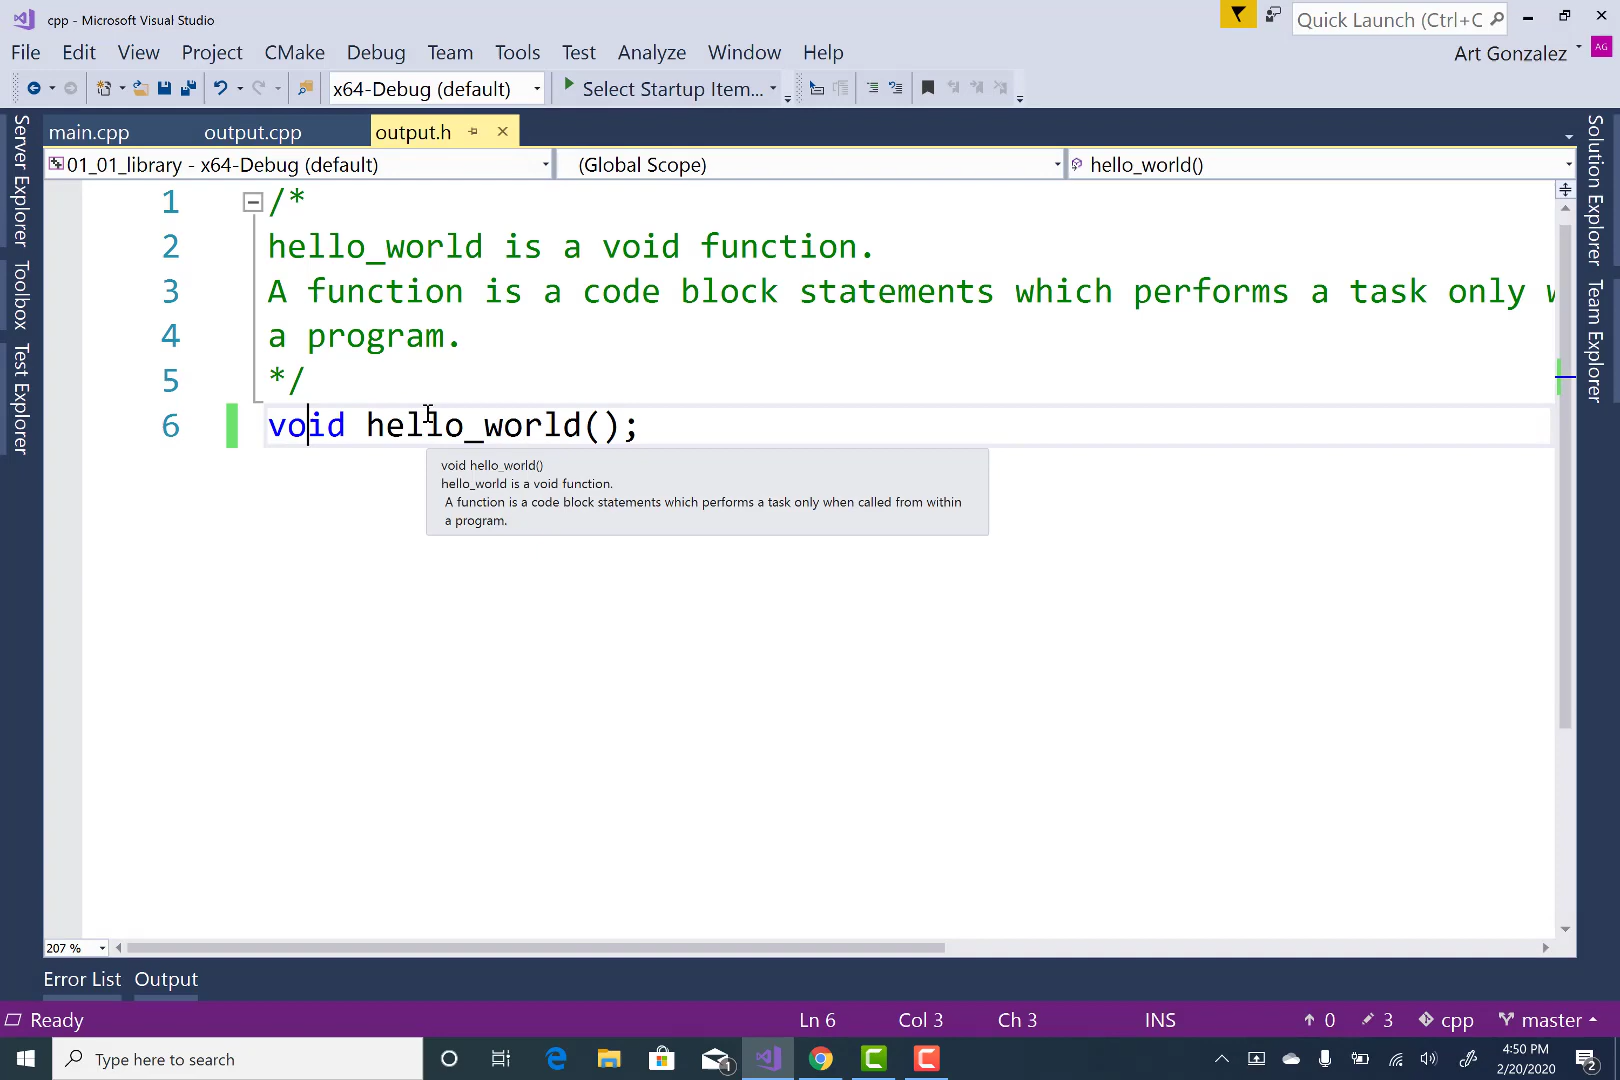 cpp - Microsoft Visual Studio
Quick Launch (Ctrl+C
File Edit View Project CMake Debug Team Tools Test Analyze Window Help
Art Gonzalez AG
x64-Debug (default) Select Startup Item...
main.cpp output.cpp output.h
01_01_library - x64-Debug (default) (Global Scope) hello_world()
Server Explorer
Toolbox
Test Explorer
Solution Explorer
Team Explorer
1 /*
2 hello_world is a void function.
3 A function is a code block statements which performs a task only w
4 a program.
5 */
6 void hello_world();
void hello_world()
hello_world is a void function.
A function is a code block statements which performs a task only when called from within
a program.
207 %
Error List Output
Ready Ln 6 Col 3 Ch 3 INS 0 3 cpp master
Type here to search
1
4:50 PM
2/20/2020
2